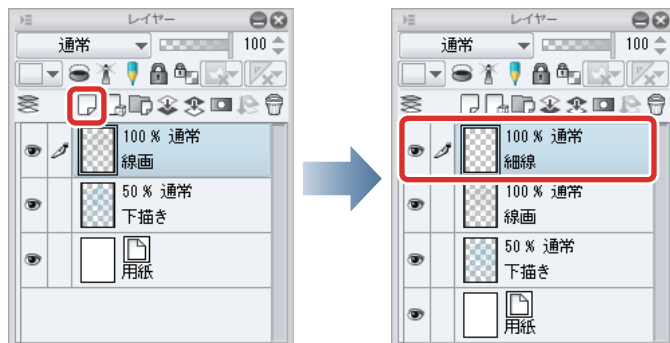 レイヤー
通常 100
100 % 通常
線画
50 % 通常
下描き
用紙
レイヤー
通常 100
100 % 通常
細線
100 % 通常
線画
50 % 通常
下描き
用紙